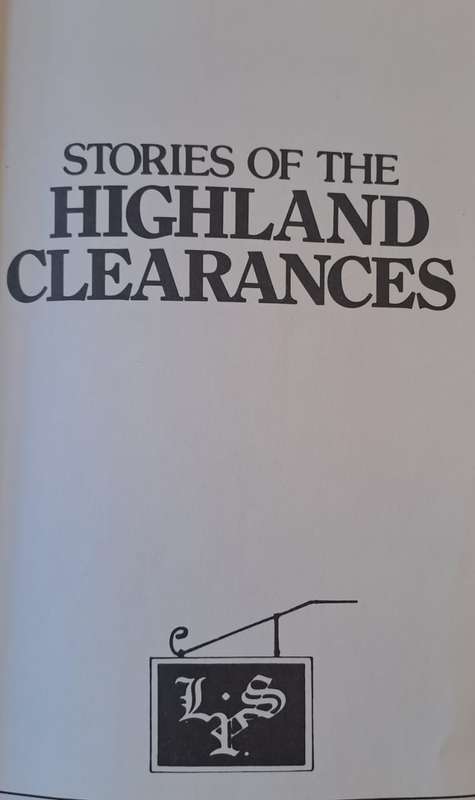 STORIES OF THE
HIGHLAND
CLEARANCES
L·S
P.